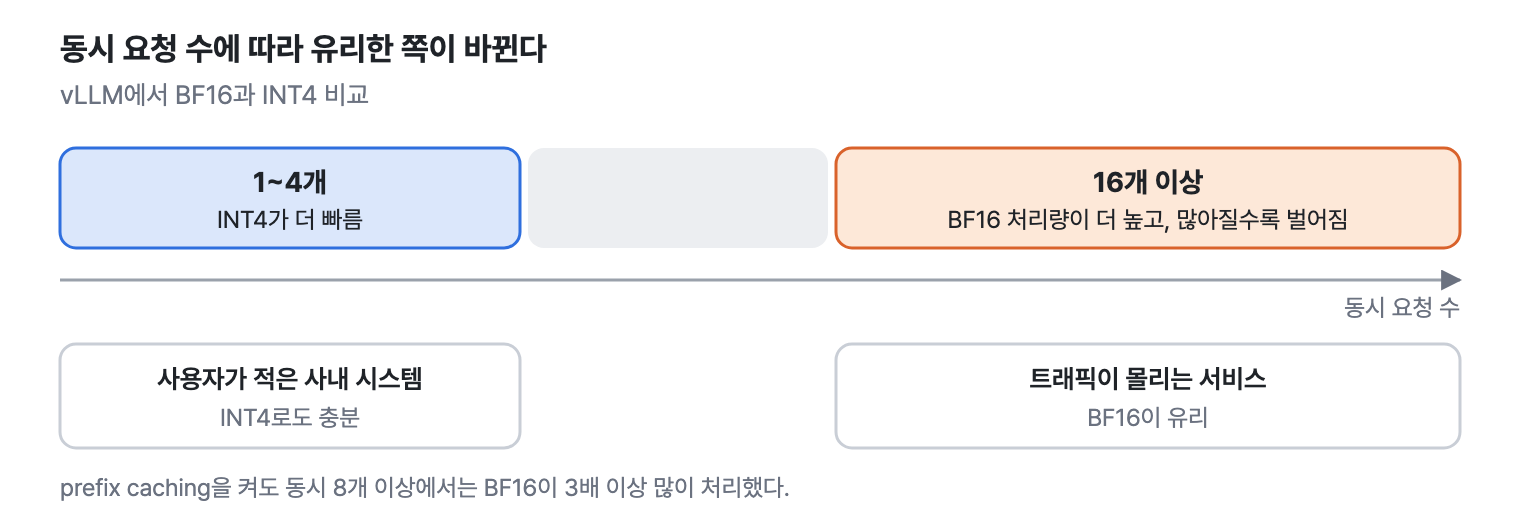 동시 요청 수에 따라 유리한 쪽이 바뀐다
vLLM에서 BF16과 INT4 비교
1~4개
INT4가 더 빠름
16개 이상
BF16 처리량이 더 높고, 많아질수록 벌어짐
동시 요청 수
사용자가 적은 사내 시스템
INT4로도 충분
트래픽이 몰리는 서비스
BF16이 유리
prefix caching을 켜도 동시 8개 이상에서는 BF16이 3배 이상 많이 처리했다.